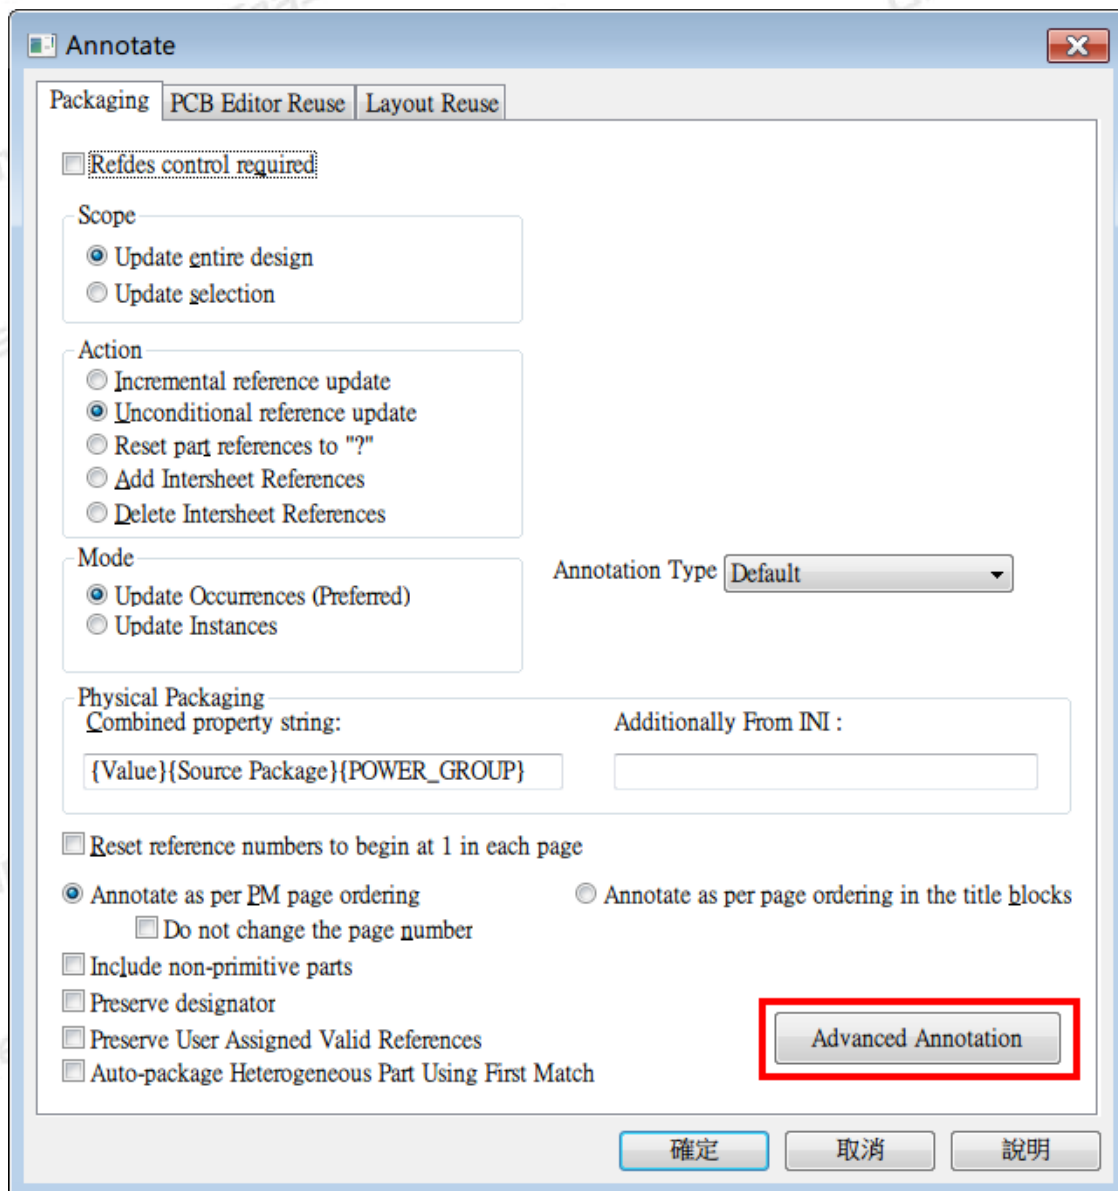 Annotate
Packaging PCB Editor Reuse Layout Reuse
Refdes control required
Scope
Update entire design
Update selection
Action
Incremental reference update
Unconditional reference update
Reset part references to "?"
Add Intersheet References
Delete Intersheet References
Mode
Update Occurrences (Preferred)
Update Instances
Annotation Type Default
Physical Packaging
Combined property string: Additionally From INI :
{Value}{Source Package}{POWER_GROUP}
Reset reference numbers to begin at 1 in each page
Annotate as per PM page ordering Annotate as per page ordering in the title blocks
Do not change the page number
Include non-primitive parts
Preserve designator
Preserve User Assigned Valid References
Auto-package Heterogeneous Part Using First Match
Advanced Annotation
確定 取消 說明